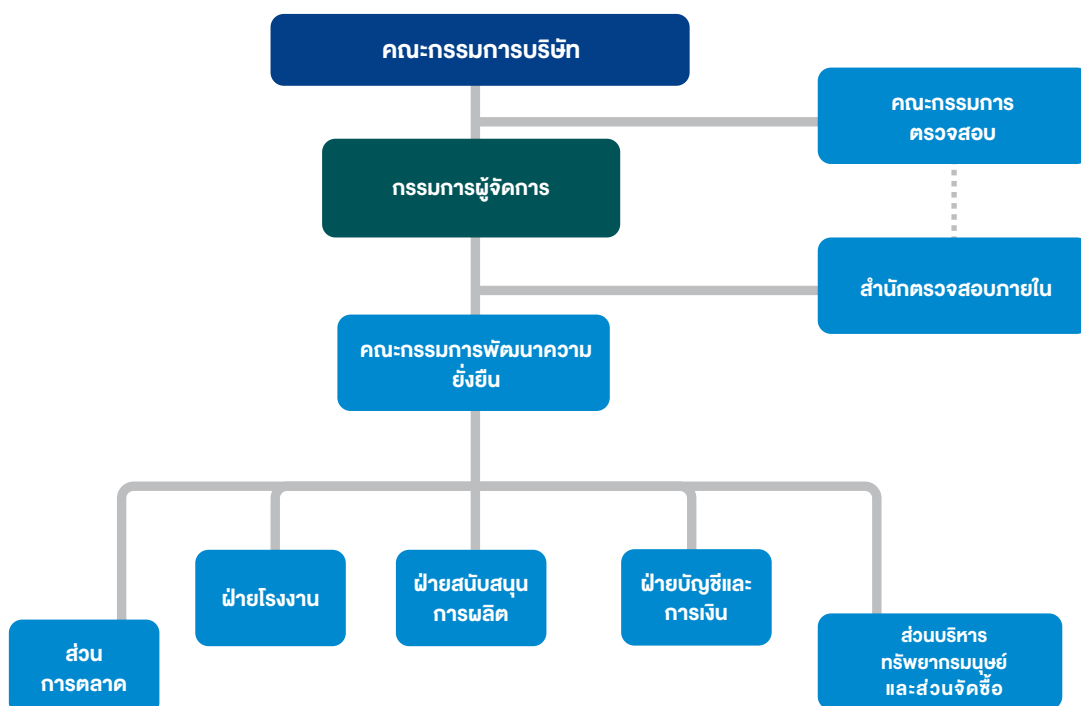 คณะกรรมการบริษัท
คณะกรรมการ
ตรวจสอบ
กรรมการผู้จัดการ
สำนักตรวจสอบภายใน
คณะกรรมการพัฒนาความ
ยั่งยืน
ส่วน
การตลาด
ฝ่ายโรงงาน
ฝ่ายสนับสนุน
การผลิต
ฝ่ายบัญชีและ
การเงิน
ส่วนบริหาร
ทรัพยากรมนุษย์
และส่วนจัดซื้อ